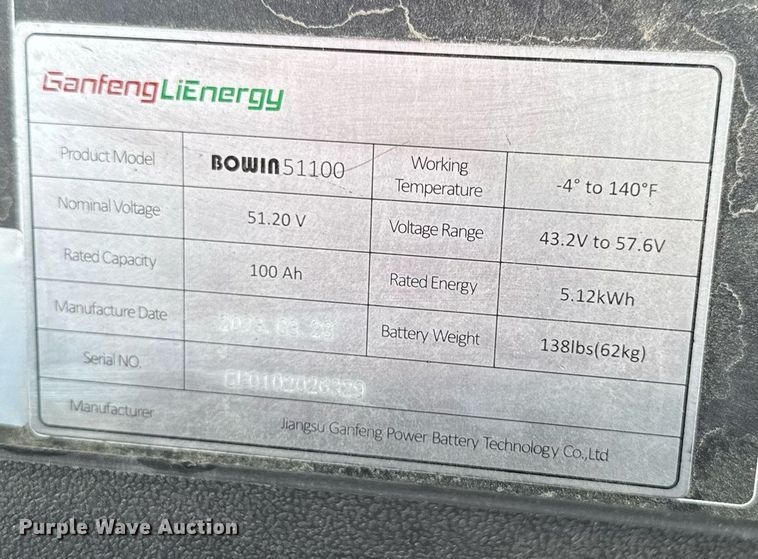 GanfengLiEnergy
Product Model BOWIN51100 Working Temperature -4° to 140°F
Nominal Voltage 51.20 V Voltage Range 43.2V to 57.6V
Rated Capacity 100 Ah Rated Energy 5.12kWh
Manufacture Date Battery Weight 138lbs(62kg)
Serial NO.
Manufacturer Jiangsu Ganfeng Power Battery Technology Co.,Ltd
Purple Wave Auction